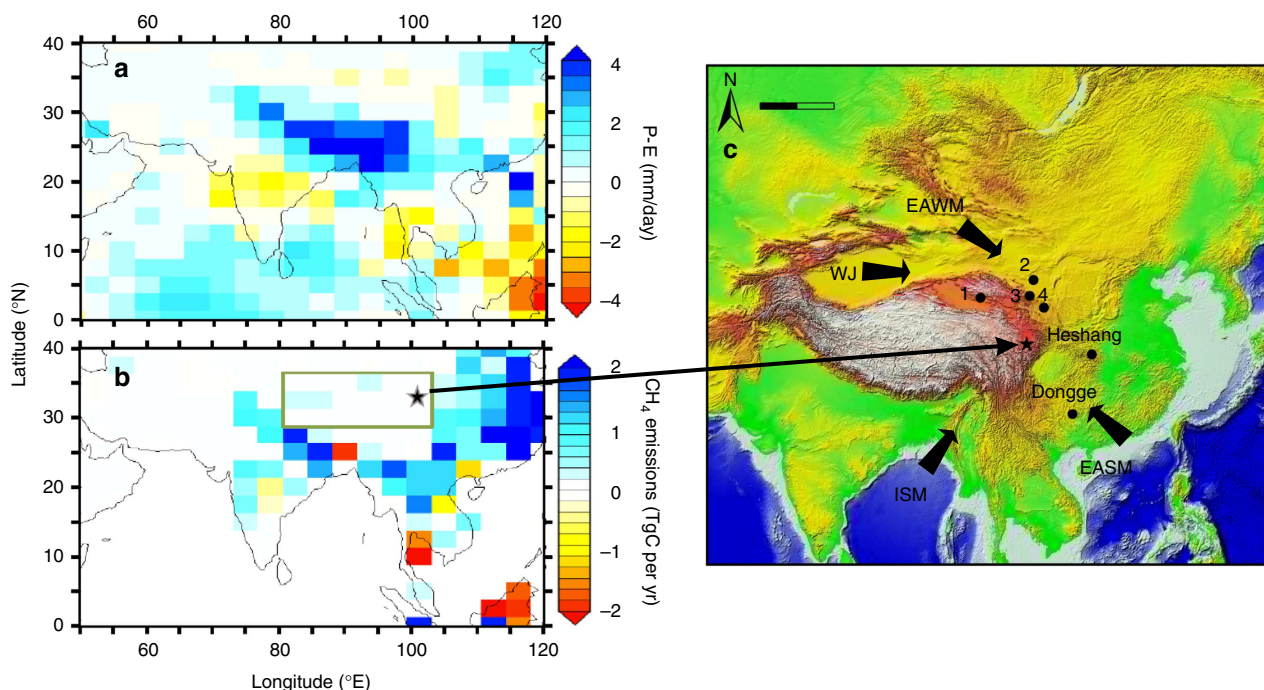 60 80 100 120
40 30 20 10 0
a
4 2 0 −2 −4
P-E (mm/day)
Latitude (°N)
40 30 20 10 0
b
2 1 0 −1 −2
CH4 emissions (TgC per yr)
60 80 100 120
Longitude (°E)
N
c
EAWM
WJ
2
1 3 4
Heshang
Dongge
EASM
ISM